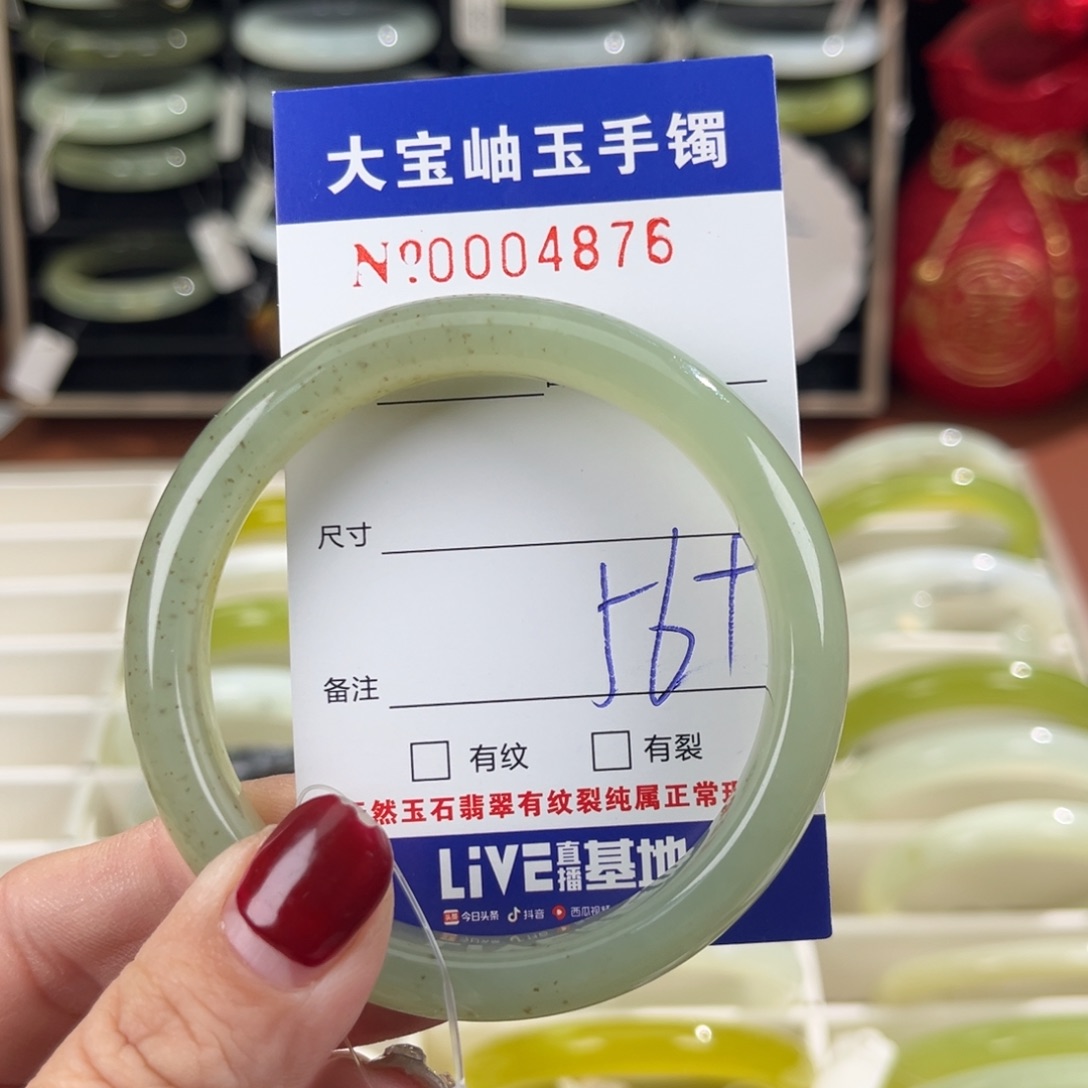 大宝岫玉手镯
Nº0004876
尺寸
56+
备注
有纹 有裂
然玉石翡翠有纹裂纯属正常
LiVE直播基地
今日头条 抖音 西瓜视频